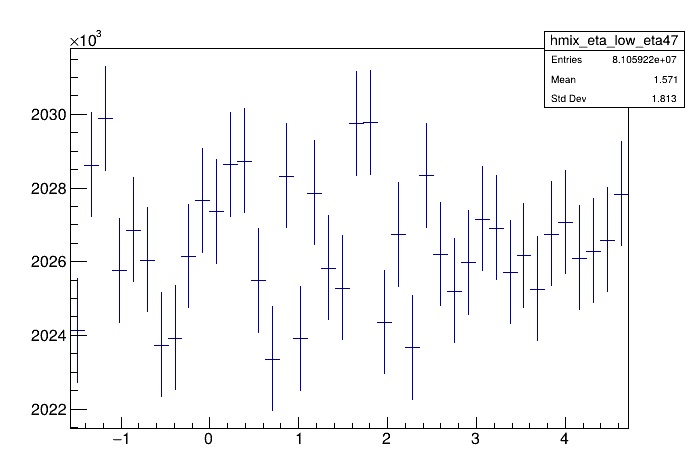 ×10³
hmix_eta_low_eta47
Entries 8.105922e+07
Mean 1.571
Std Dev 1.813
2030
2028
2026
2024
2022
−1 0 1 2 3 4